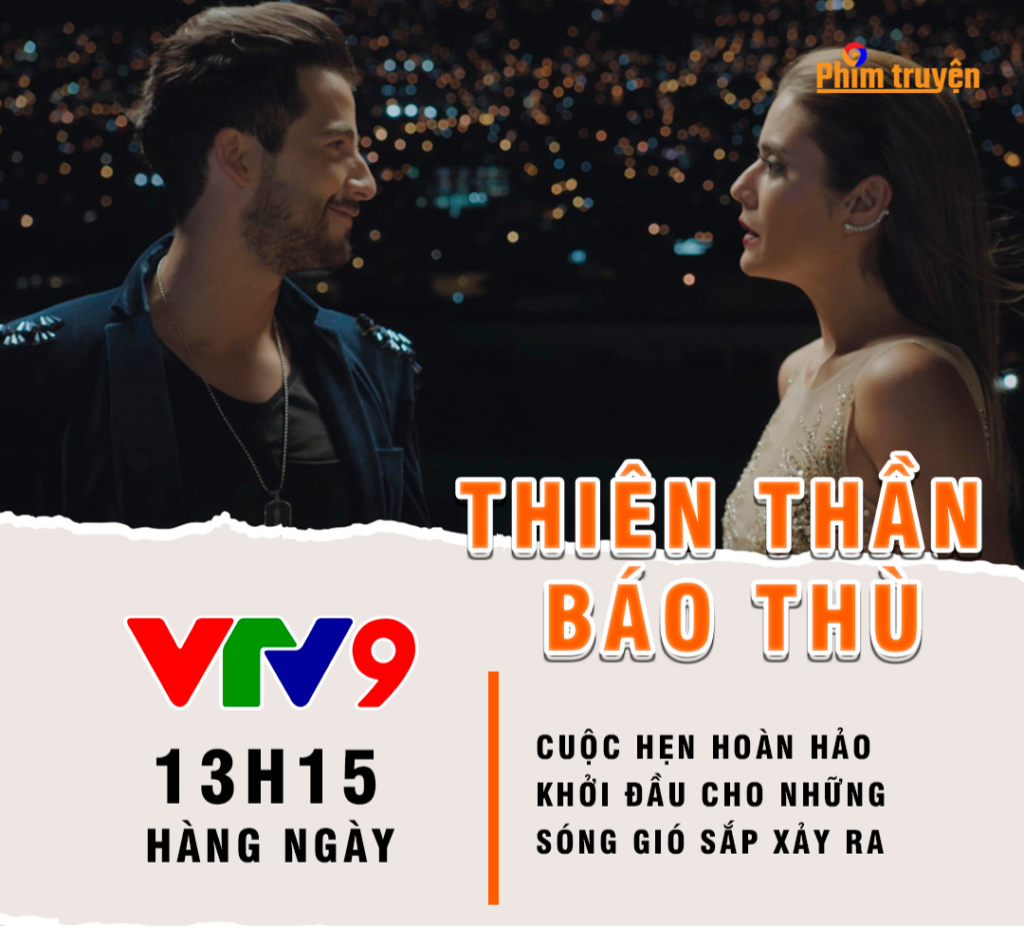 9
Phim truyện
THIÊN THẦN
BÁO THÙ
VTV9
13H15
HÀNG NGÀY
CUỘC HẸN HOÀN HẢO
KHỞI ĐẦU CHO NHỮNG
SÓNG GIÓ SẮP XẢY RA